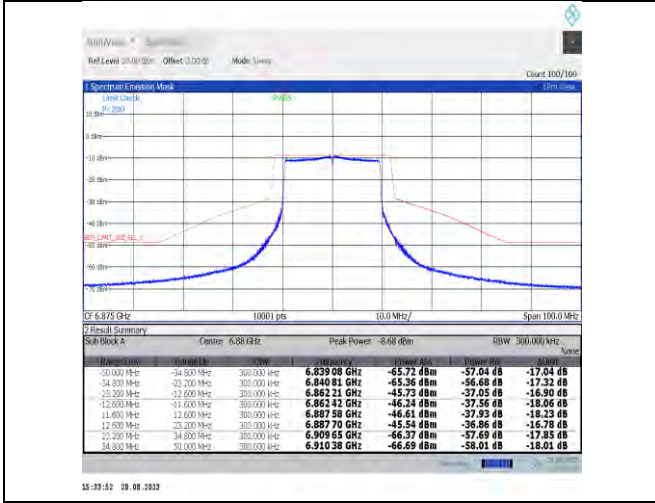 MultiView
Ref Level 20.00 dBm Offset 2.00 dB Mode Sweep
Count 100/100
1 Spectrum Emission Mask
Limit Check
PASS
10 dBm
0 dBm
-10 dBm
-20 dBm
-30 dBm
-40 dBm
-50 dBm
-60 dBm
-70 dBm
CF 6.875 GHz 10001 pts 10.0 MHz/ Span 100.0 MHz
2 Result Summary
Sub Block A Center 6.88 GHz Peak Power -8.68 dBm RBW 300.000 kHz
None
Range Low Range Up RBW Frequency Power Abs Power Rel ΔLimit
-50.000 MHz -34.800 MHz 300.000 kHz 6.839 08 GHz -65.72 dBm -57.04 dB -17.04 dB
-34.800 MHz -23.200 MHz 300.000 kHz 6.840 81 GHz -65.36 dBm -56.68 dB -17.32 dB
-23.200 MHz -12.600 MHz 300.000 kHz 6.862 21 GHz -45.73 dBm -37.05 dB -16.90 dB
-12.600 MHz -11.600 MHz 300.000 kHz 6.862 42 GHz -46.24 dBm -37.56 dB -18.06 dB
11.600 MHz 12.600 MHz 300.000 kHz 6.887 58 GHz -46.61 dBm -37.93 dB -18.23 dB
12.600 MHz 23.200 MHz 300.000 kHz 6.887 70 GHz -45.54 dBm -36.86 dB -16.78 dB
23.200 MHz 34.800 MHz 300.000 kHz 6.909 65 GHz -66.37 dBm -57.69 dB -17.85 dB
34.800 MHz 50.000 MHz 300.000 kHz 6.910 38 GHz -66.69 dBm -58.01 dB -18.01 dB
15:33:52 28.08.2023